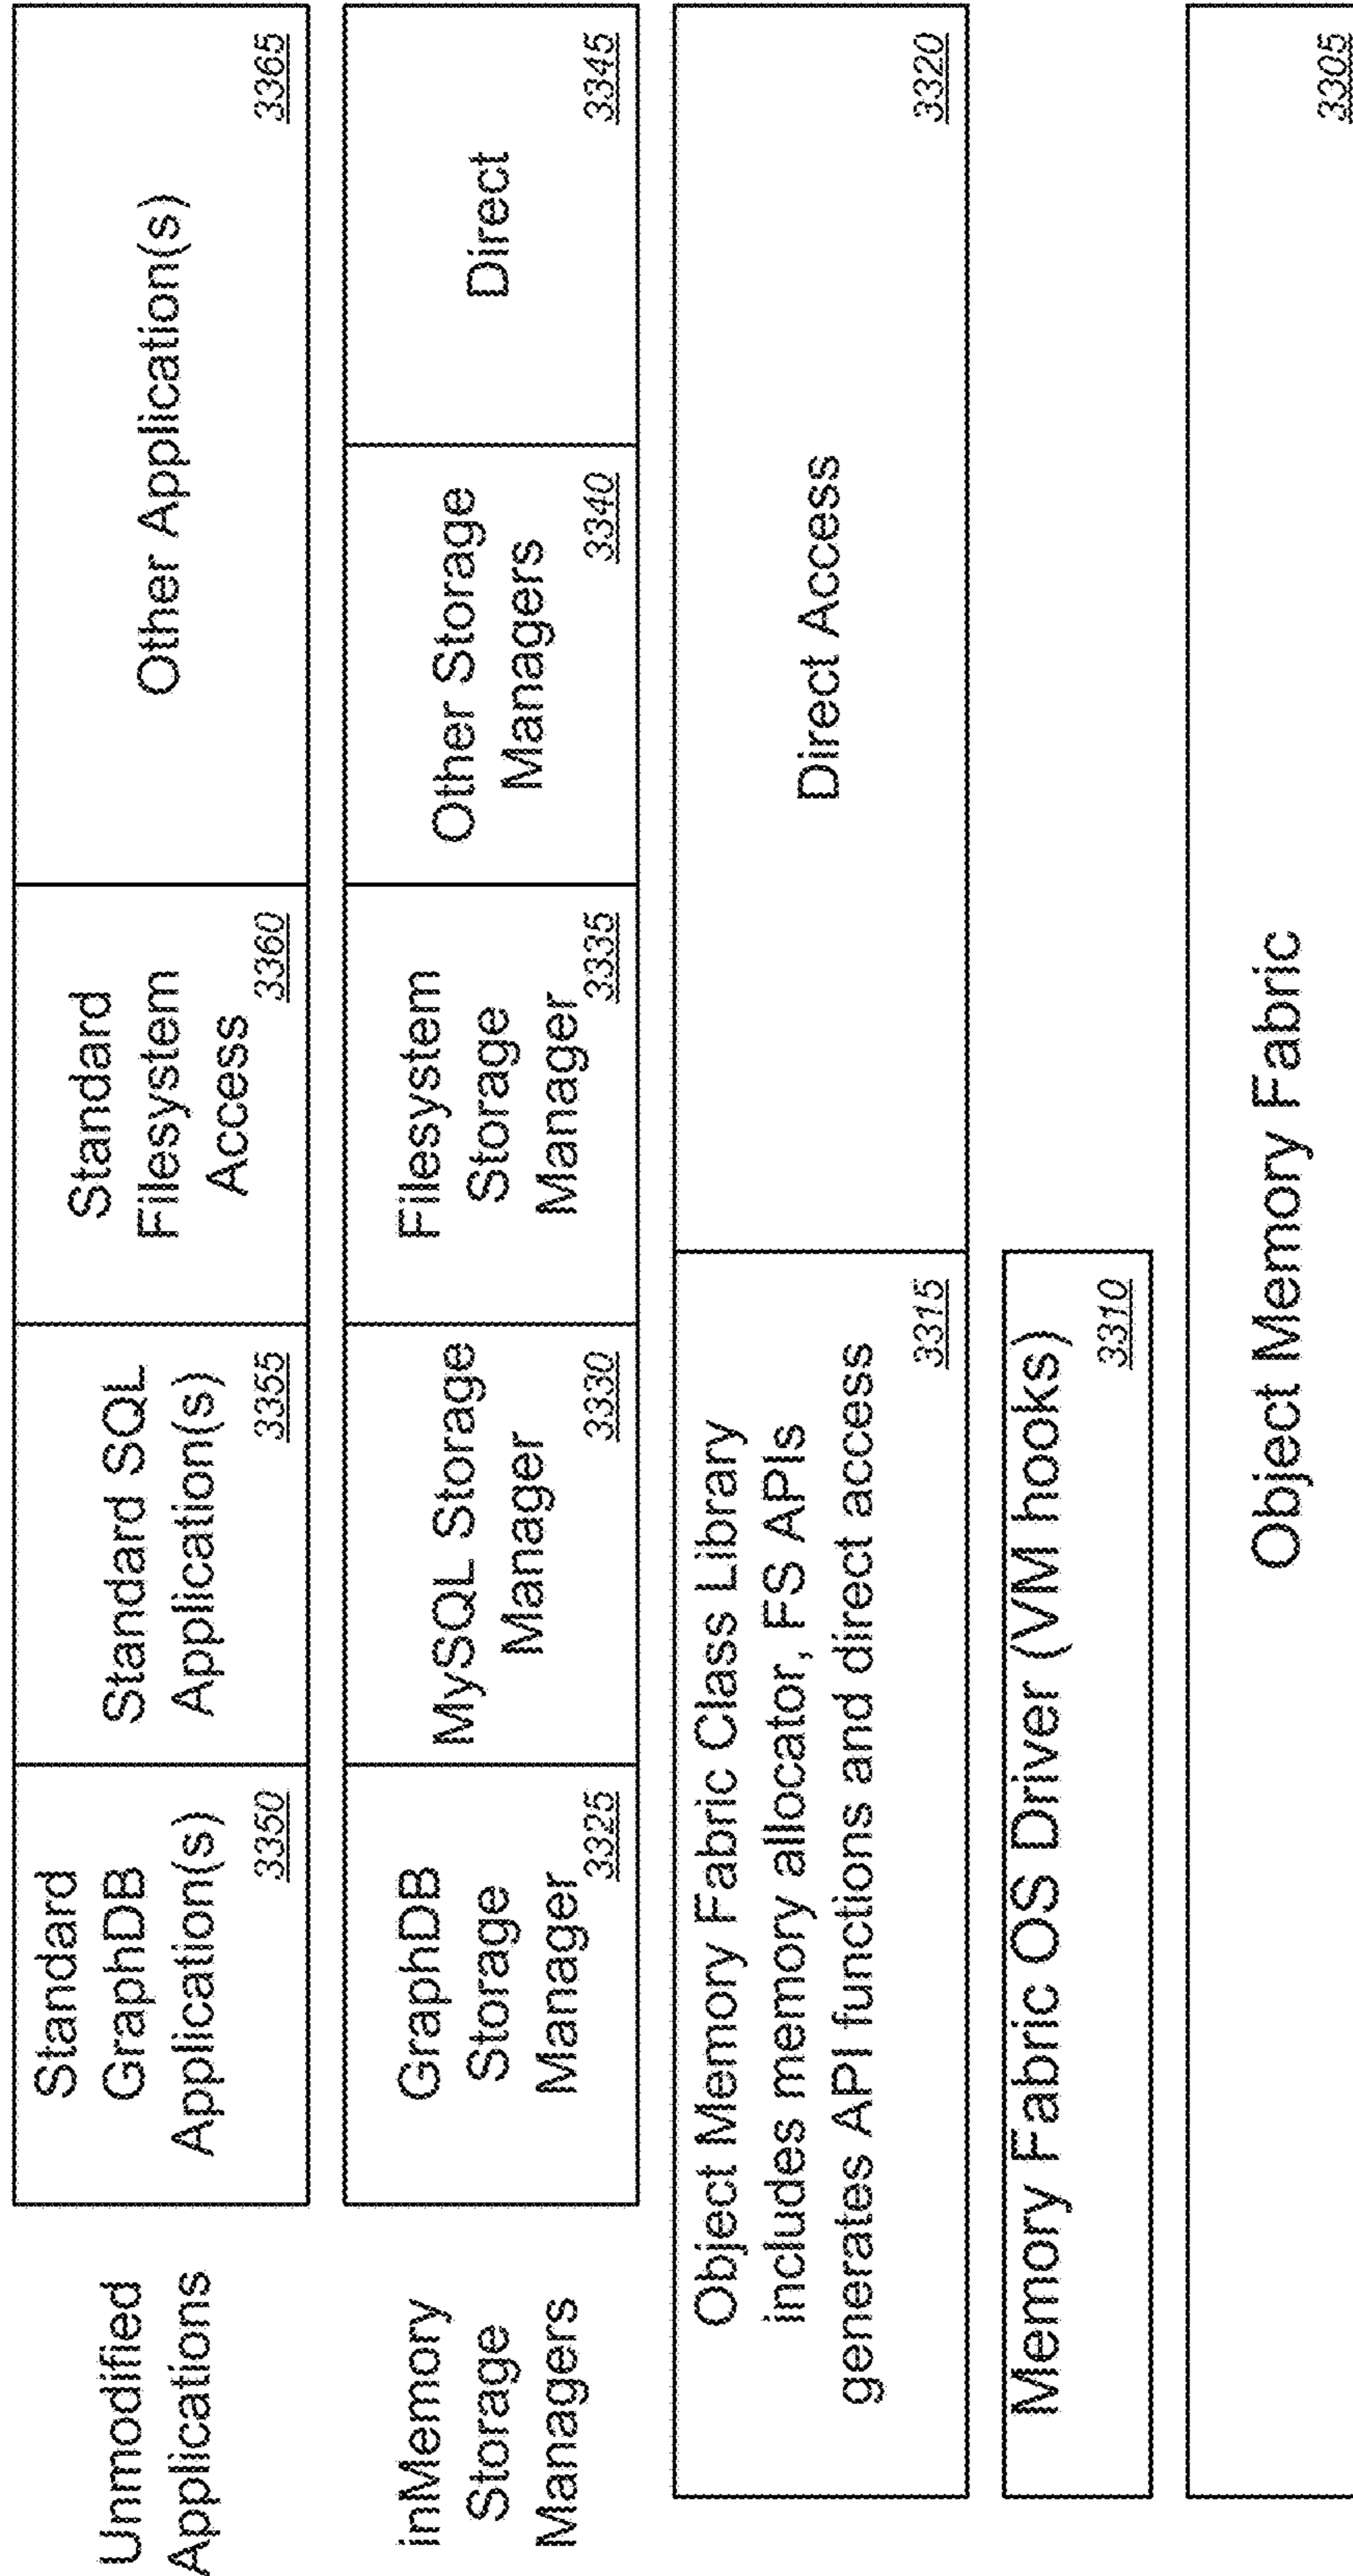 Unmodified
Applications
Standard
GraphDB
Application(s)
3350
Standard SQL
Application(s)
3355
Standard
Filesystem
Access
3360
Other Application(s)
3365
inMemory
Storage
Managers
GraphDB
Storage
Manager
3325
MySQL Storage
Manager
3330
Filesystem
Storage
Manager
3335
Other Storage
Managers
3340
Direct
3345
Object Memory Fabric Class Library
includes memory allocator, FS APIs
generates API functions and direct access
3315
Direct Access
3320
Memory Fabric OS Driver (VM hooks)
3310
Object Memory Fabric
3305